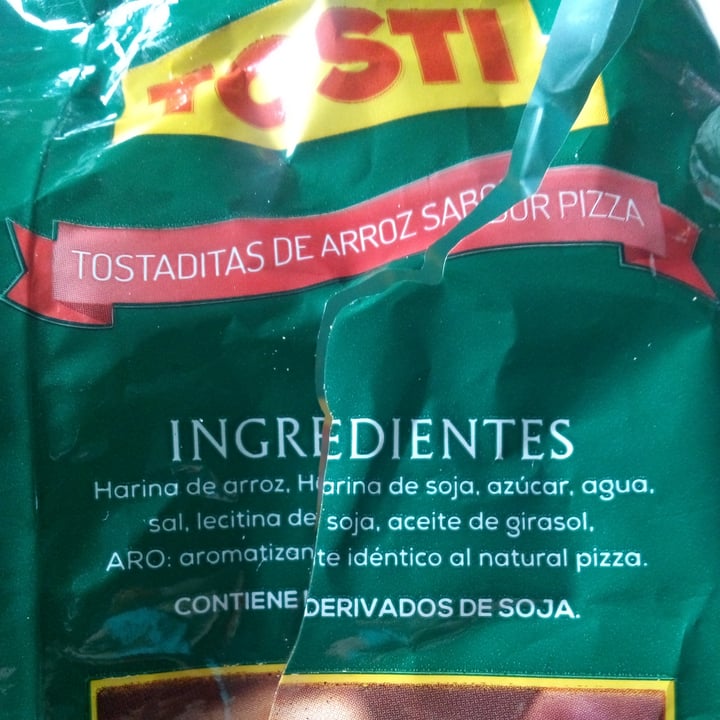 TOSTI
TOSTADITAS DE ARROZ SABOR PIZZA
INGREDIENTES
Harina de arroz, Harina de soja, azúcar, agua,
sal, lecitina de soja, aceite de girasol,
ARO: aromatizante idéntico al natural pizza.
CONTIENE DERIVADOS DE SOJA.